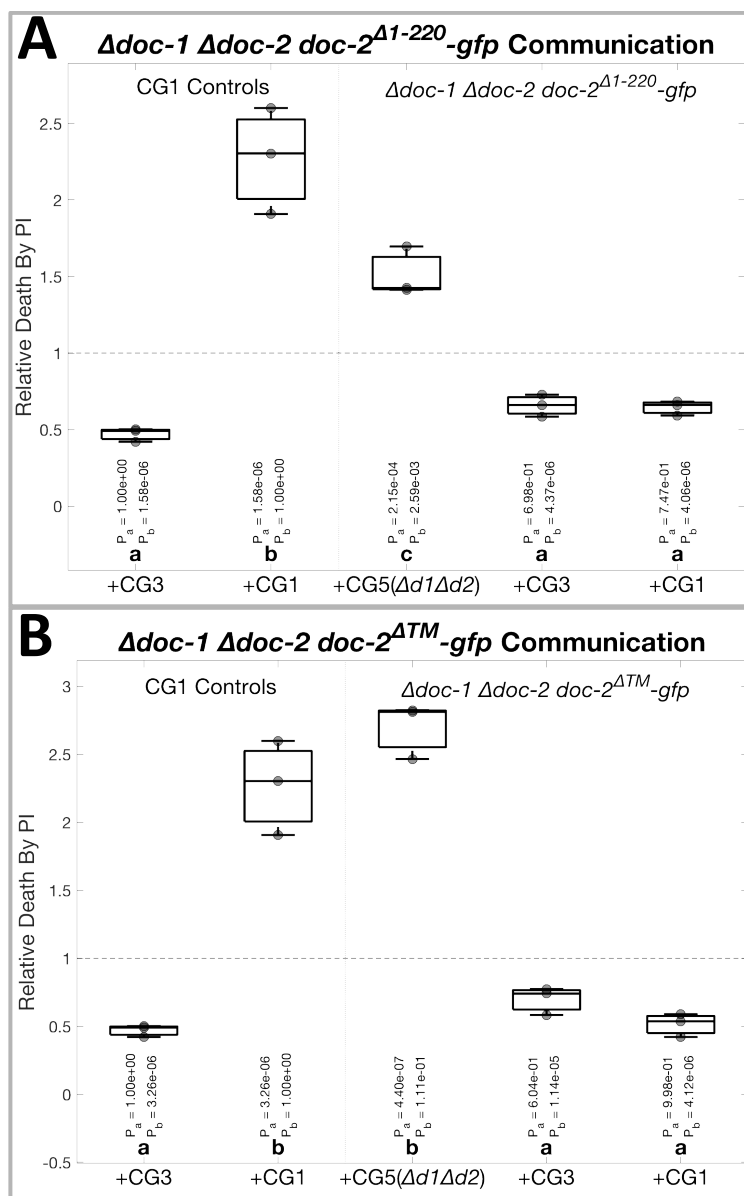 A
Δdoc-1 Δdoc-2 doc-2^Δ1-220-gfp Communication
CG1 Controls
Δdoc-1 Δdoc-2 doc-2^Δ1-220-gfp
Relative Death By PI
2.5
2
1.5
1
0.5
0
P_a = 1.00e+00
P_b = 1.58e-06
P_a = 1.58e-06
P_b = 1.00e+00
P_a = 2.15e-04
P_b = 2.59e-03
P_a = 6.98e-01
P_b = 4.37e-06
P_a = 7.47e-01
P_b = 4.06e-06
a b c a a
+CG3 +CG1 +CG5(Δd1Δd2) +CG3 +CG1
B
Δdoc-1 Δdoc-2 doc-2^ΔTM-gfp Communication
CG1 Controls
Δdoc-1 Δdoc-2 doc-2^ΔTM-gfp
Relative Death By PI
3
2.5
2
1.5
1
0.5
0
-0.5
P_a = 1.00e+00
P_b = 3.26e-06
P_a = 3.26e-06
P_b = 1.00e+00
P_a = 4.40e-07
P_b = 1.11e-01
P_a = 6.04e-01
P_b = 1.14e-05
P_a = 9.98e-01
P_b = 4.12e-06
a b b a a
+CG3 +CG1 +CG5(Δd1Δd2) +CG3 +CG1